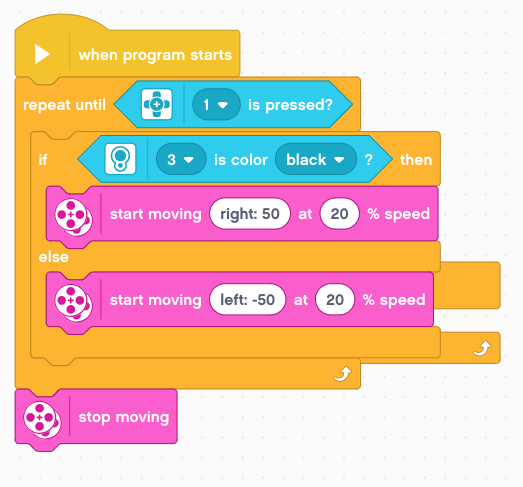 when program starts
repeat until 1 is pressed?
if 3 is color black ? then
start moving right: 50 at 20 % speed
else
start moving left: -50 at 20 % speed
stop moving